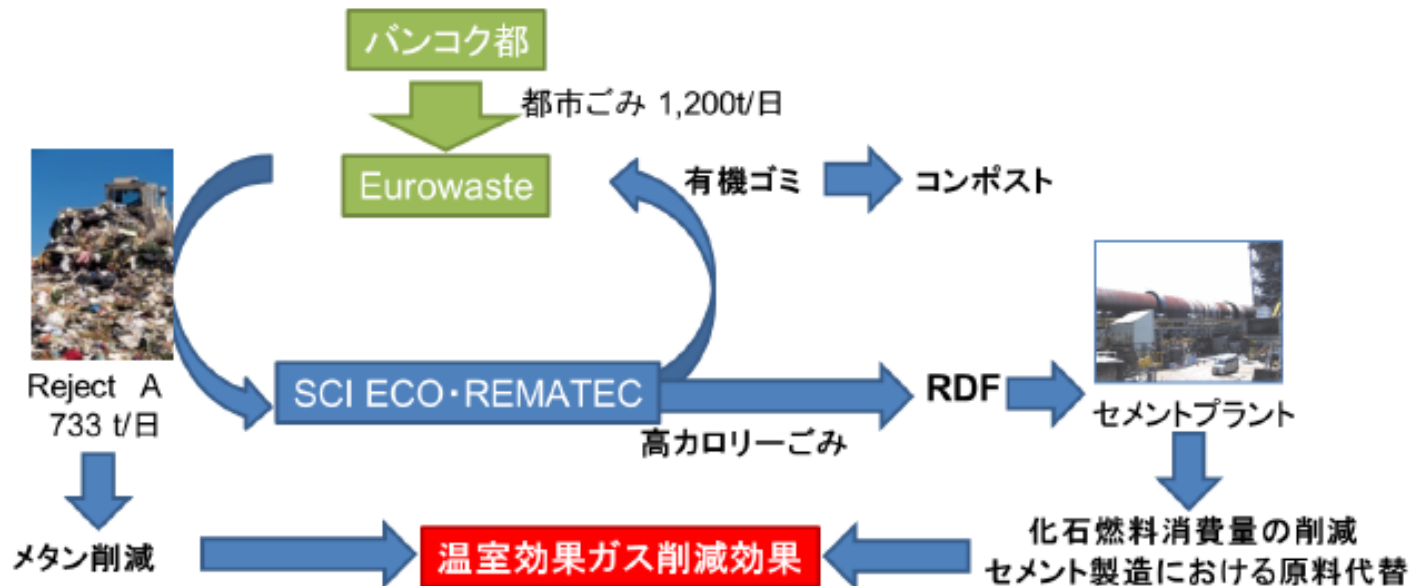 バンコク都
都市ごみ 1,200t/日
Eurowaste
有機ゴミ
コンポスト
Reject A
733 t/日
SCI ECO・REMATEC
高カロリーごみ
RDF
セメントプラント
メタン削減
温室効果ガス削減効果
化石燃料消費量の削減
セメント製造における原料代替